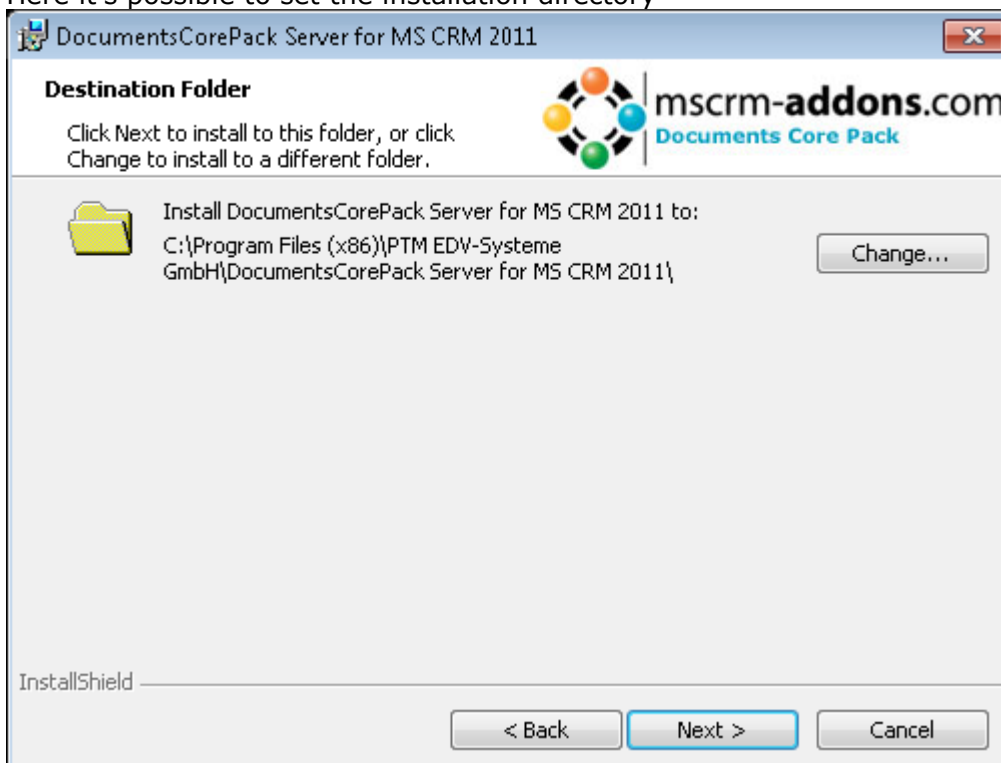 Here it's possible to set the installation directory
DocumentsCorePack Server for MS CRM 2011
Destination Folder
Click Next to install to this folder, or click
Change to install to a different folder.
mscrm-addons.com
Documents Core Pack
Install DocumentsCorePack Server for MS CRM 2011 to:
C:\Program Files (x86)\PTM EDV-Systeme
GmbH\DocumentsCorePack Server for MS CRM 2011\
Change...
InstallShield
< Back
Next >
Cancel